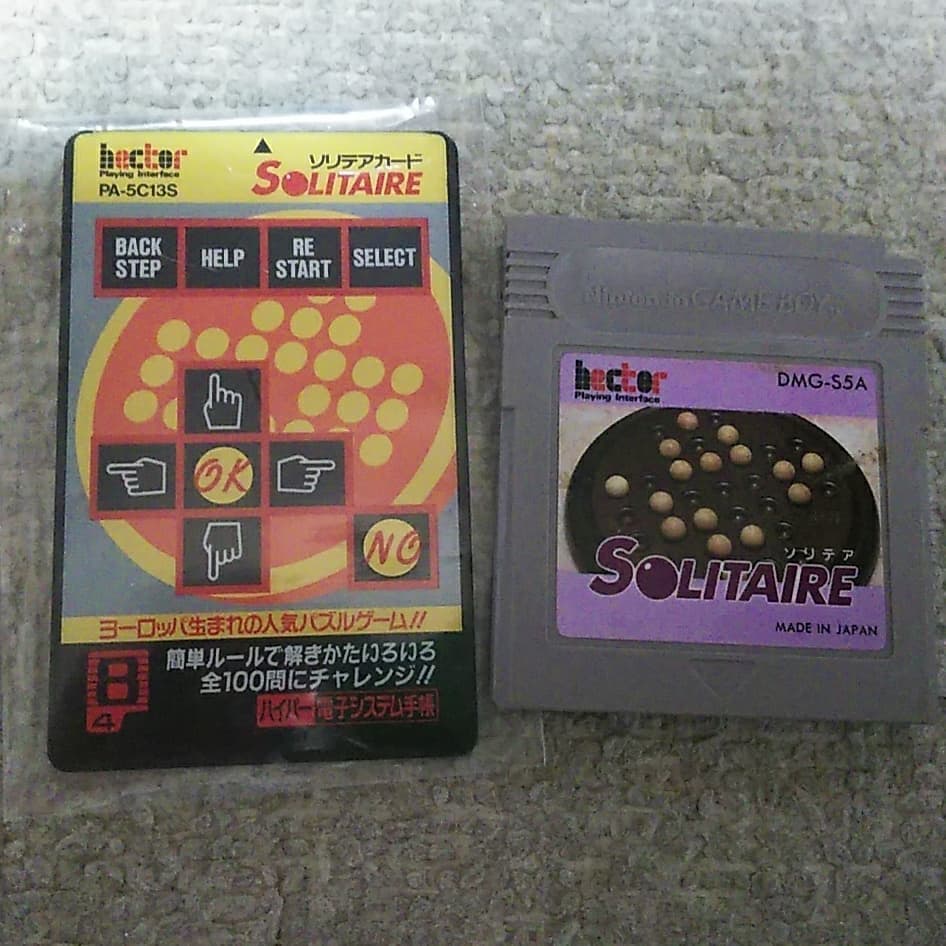 hector
Playing Interface
PA-5C13S
ソリテアカード
SOLITAIRE
BACK STEP
HELP
RE START
SELECT
OK
NO
ヨーロッパ生まれの人気パズルゲーム!!
簡単ルールで解きかたいろいろ
全100問にチャレンジ!!
8
4
ハイパー電子システム手帳
Nintendo GAME BOY
hector
Playing Interface
DMG-S5A
ソリテア
SOLITAIRE
MADE IN JAPAN